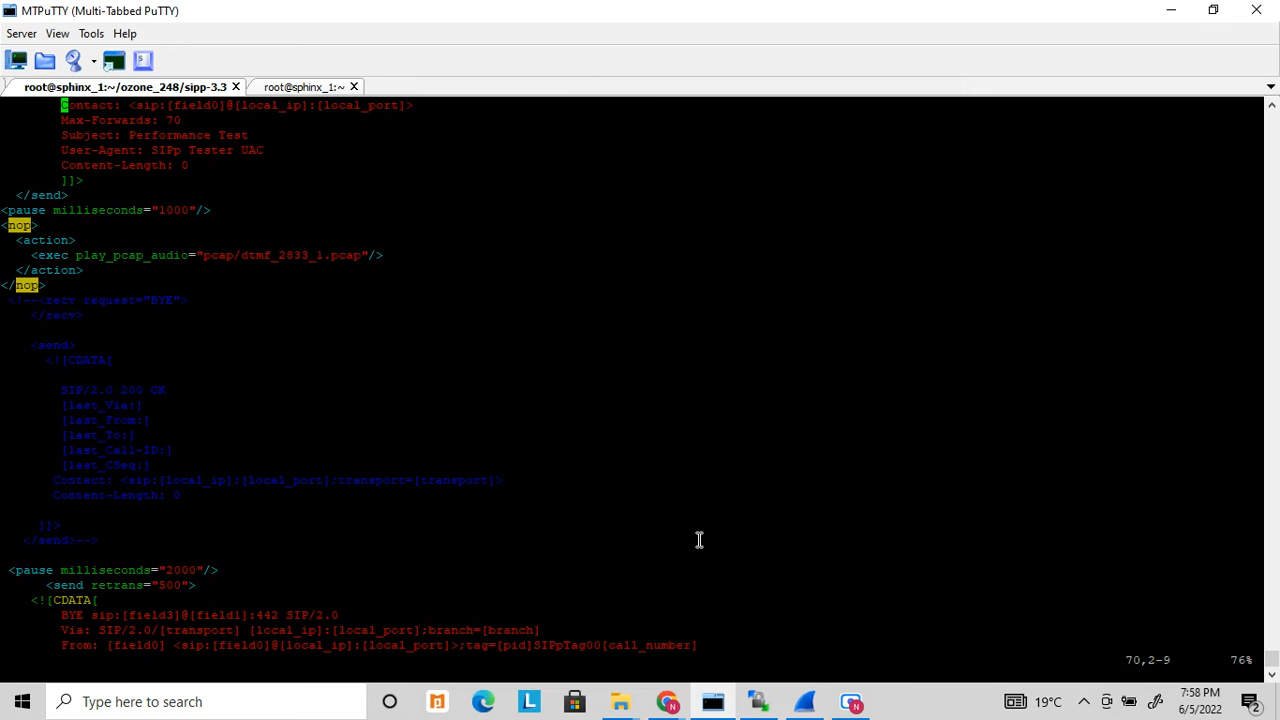 MTPuTTY (Multi-Tabbed PuTTY)
Server View Tools Help
root@sphinx_1:~/ozone_248/sipp-3.3 root@sphinx_1:~
Contact: <sip:[field0]@[local_ip]:[local_port]>
Max-Forwards: 70
Subject: Performance Test
User-Agent: SIPp Tester UAC
Content-Length: 0
]]>
</send>
<pause milliseconds="1000"/>
<nop>
<action>
<exec play_pcap_audio="pcap/dtmf_2833_1.pcap"/>
</action>
</nop>
<!--<recv request="BYE">
</recv>
<send>
<![CDATA[
SIP/2.0 200 OK
[last_Via:]
[last_From:]
[last_To:]
[last_Call-ID:]
[last_CSeq:]
Contact: <sip:[local_ip]:[local_port];transport=[transport]>
Content-Length: 0
]]>
</send>-->
<pause milliseconds="2000"/>
<send retrans="500">
<![CDATA[
BYE sip:[field3]@[field1]:442 SIP/2.0
Via: SIP/2.0/[transport] [local_ip]:[local_port];branch=[branch]
From: [field0] <sip:[field0]@[local_ip]:[local_port]>;tag=[pid]SIPpTag00[call_number]
70,2-9 76%
Type here to search
19°C
7:58 PM
6/5/2022
2